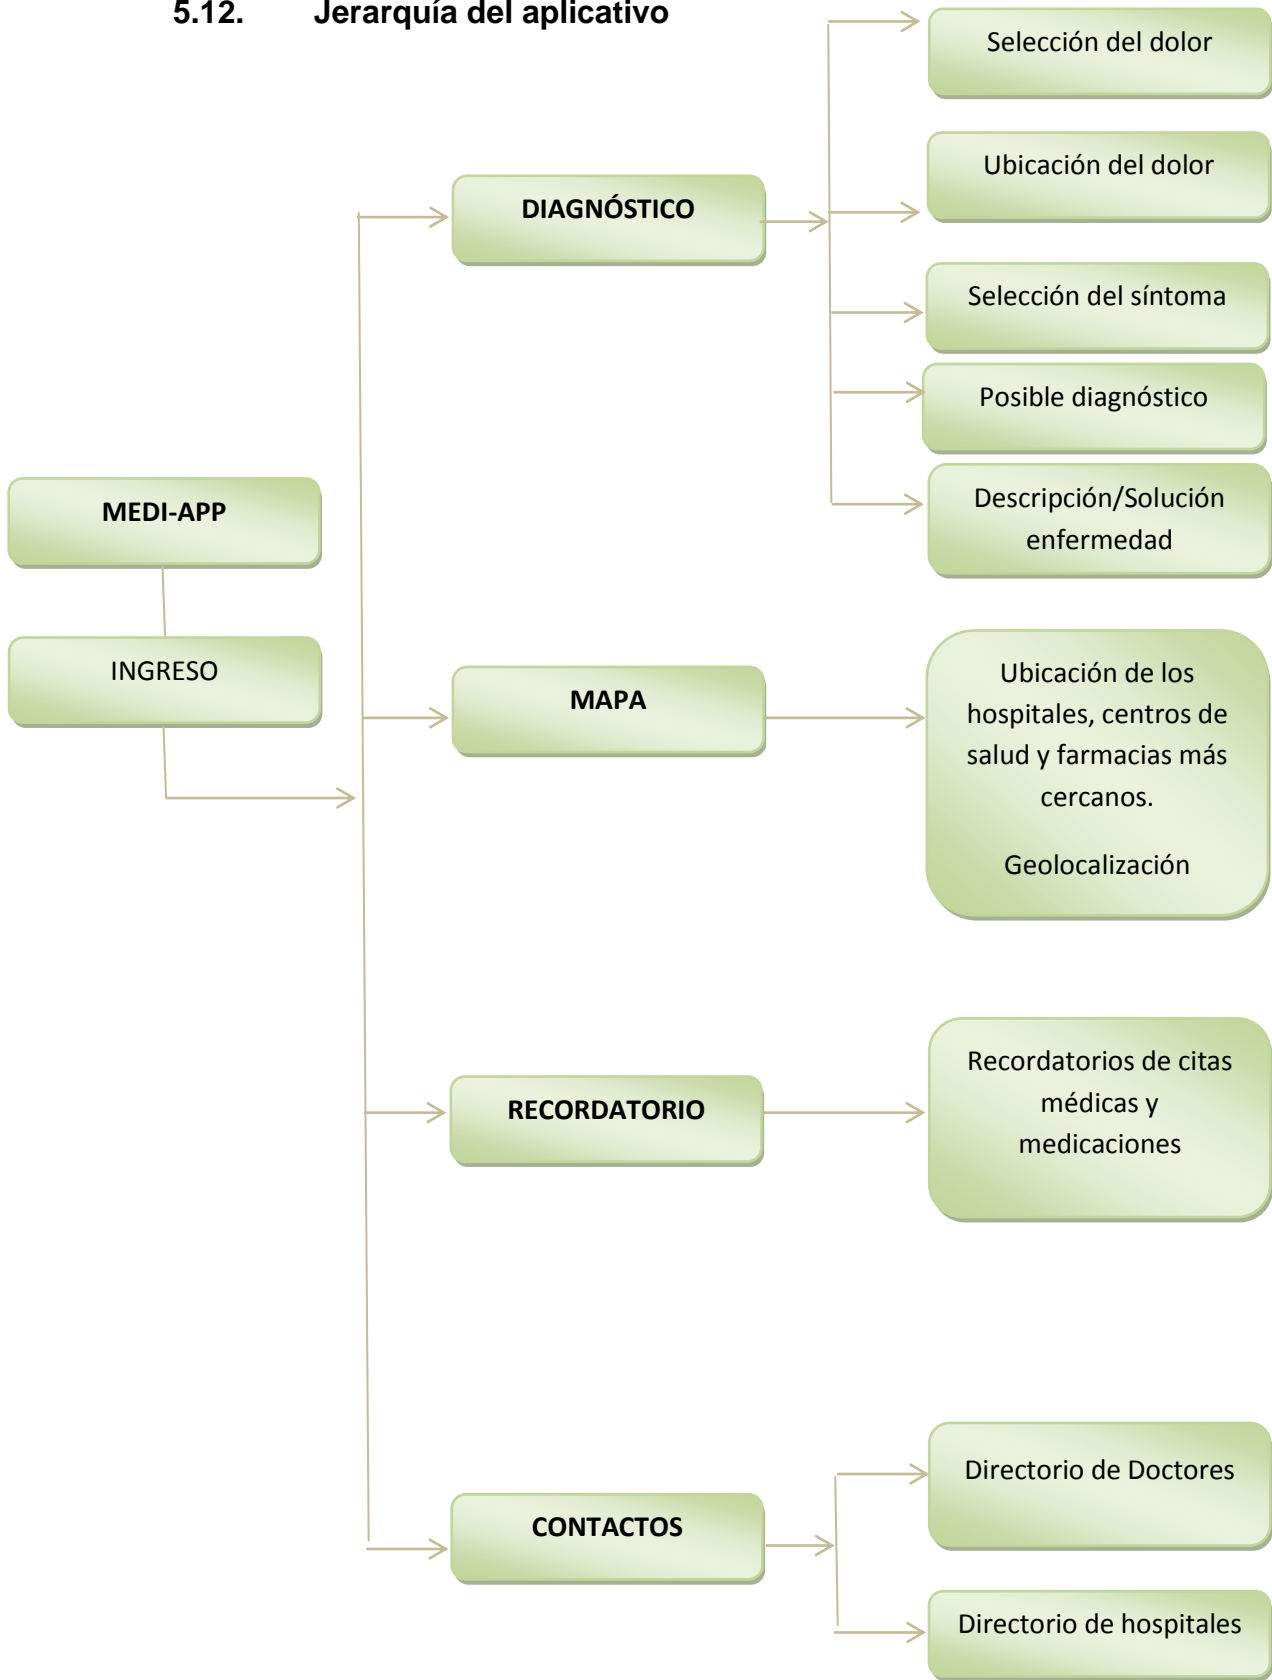 5.12. Jerarquía del aplicativo
Selección del dolor
Ubicación del dolor
DIAGNÓSTICO
Selección del síntoma
Posible diagnóstico
Descripción/Solución
enfermedad
MEDI-APP
INGRESO
MAPA
Ubicación de los
hospitales, centros de
salud y farmacias más
cercanos.
Geolocalización
RECORDATORIO
Recordatorios de citas
médicas y
medicaciones
CONTACTOS
Directorio de Doctores
Directorio de hospitales